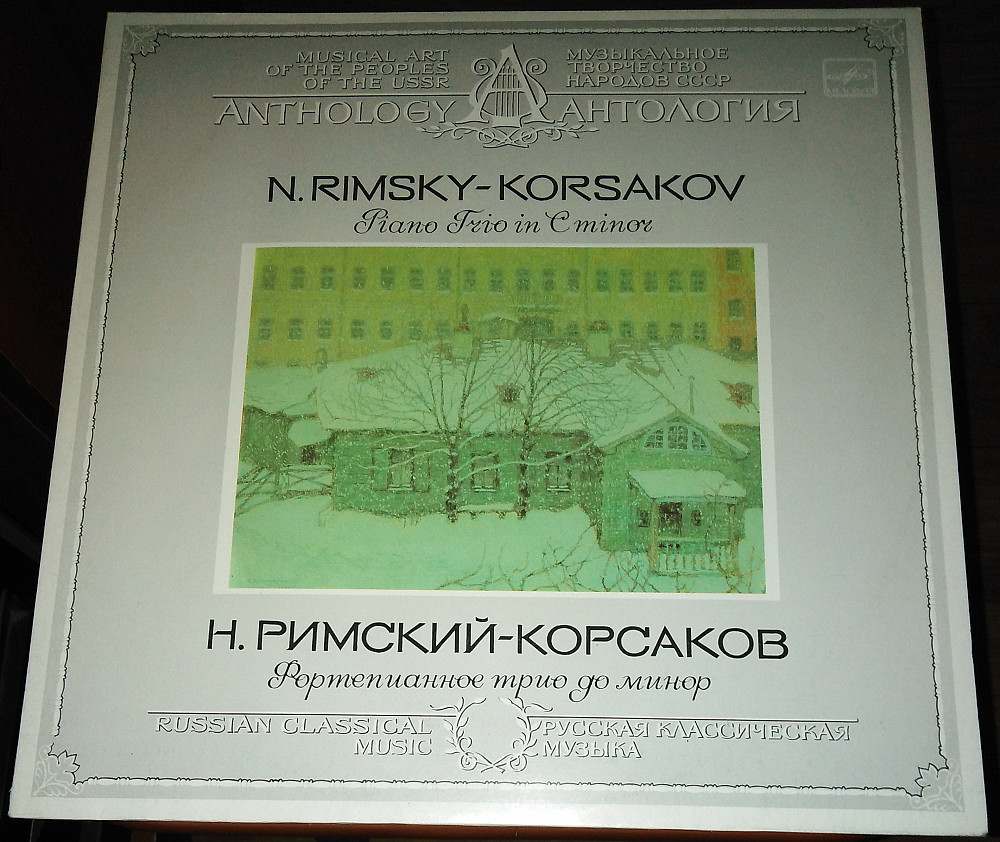 MUSICAL ART
OF THE PEOPLES
OF THE USSR
МУЗЫКАЛЬНОЕ
ТВОРЧЕСТВО
НАРОДОВ СССР
ANTHOLOGY
АНТОЛОГИЯ
N. RIMSKY-KORSAKOV
Piano Trio in C minor
Н. РИМСКИЙ-КОРСАКОВ
Фортепианное трио до минор
RUSSIAN CLASSICAL
MUSIC
РУССКАЯ КЛАССИЧЕСКАЯ
МУЗЫКА